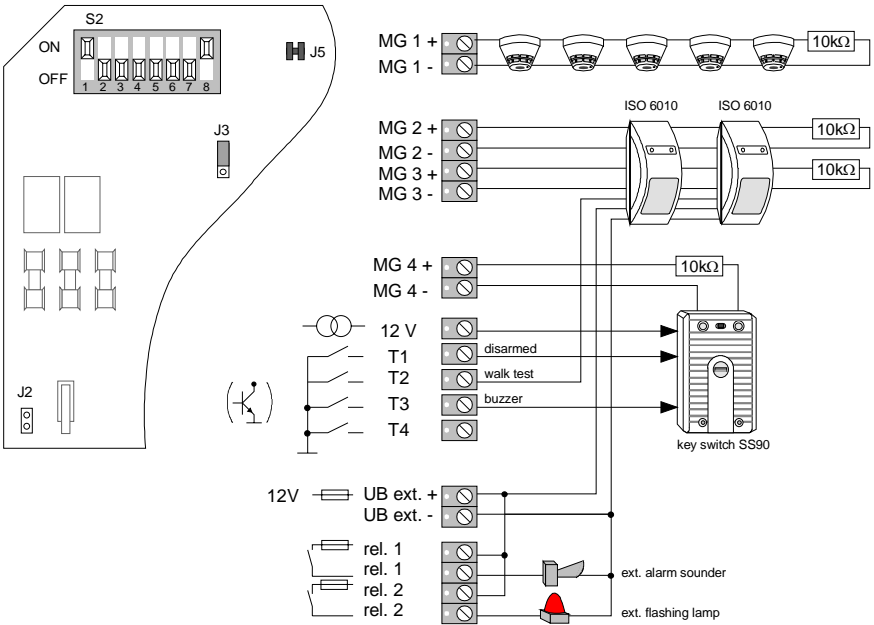 S2
ON
OFF
1 2 3 4 5 6 7 8
J5
J3
J2
MG 1 +
MG 1 -
10kΩ
ISO 6010 ISO 6010
MG 2 +
MG 2 -
10kΩ
MG 3 +
MG 3 -
10kΩ
MG 4 +
MG 4 -
10kΩ
12 V
T1 disarmed
T2 walk test
T3 buzzer
T4
key switch SS90
12V UB ext. +
UB ext. -
rel. 1
rel. 1 ext. alarm sounder
rel. 2
rel. 2 ext. flashing lamp